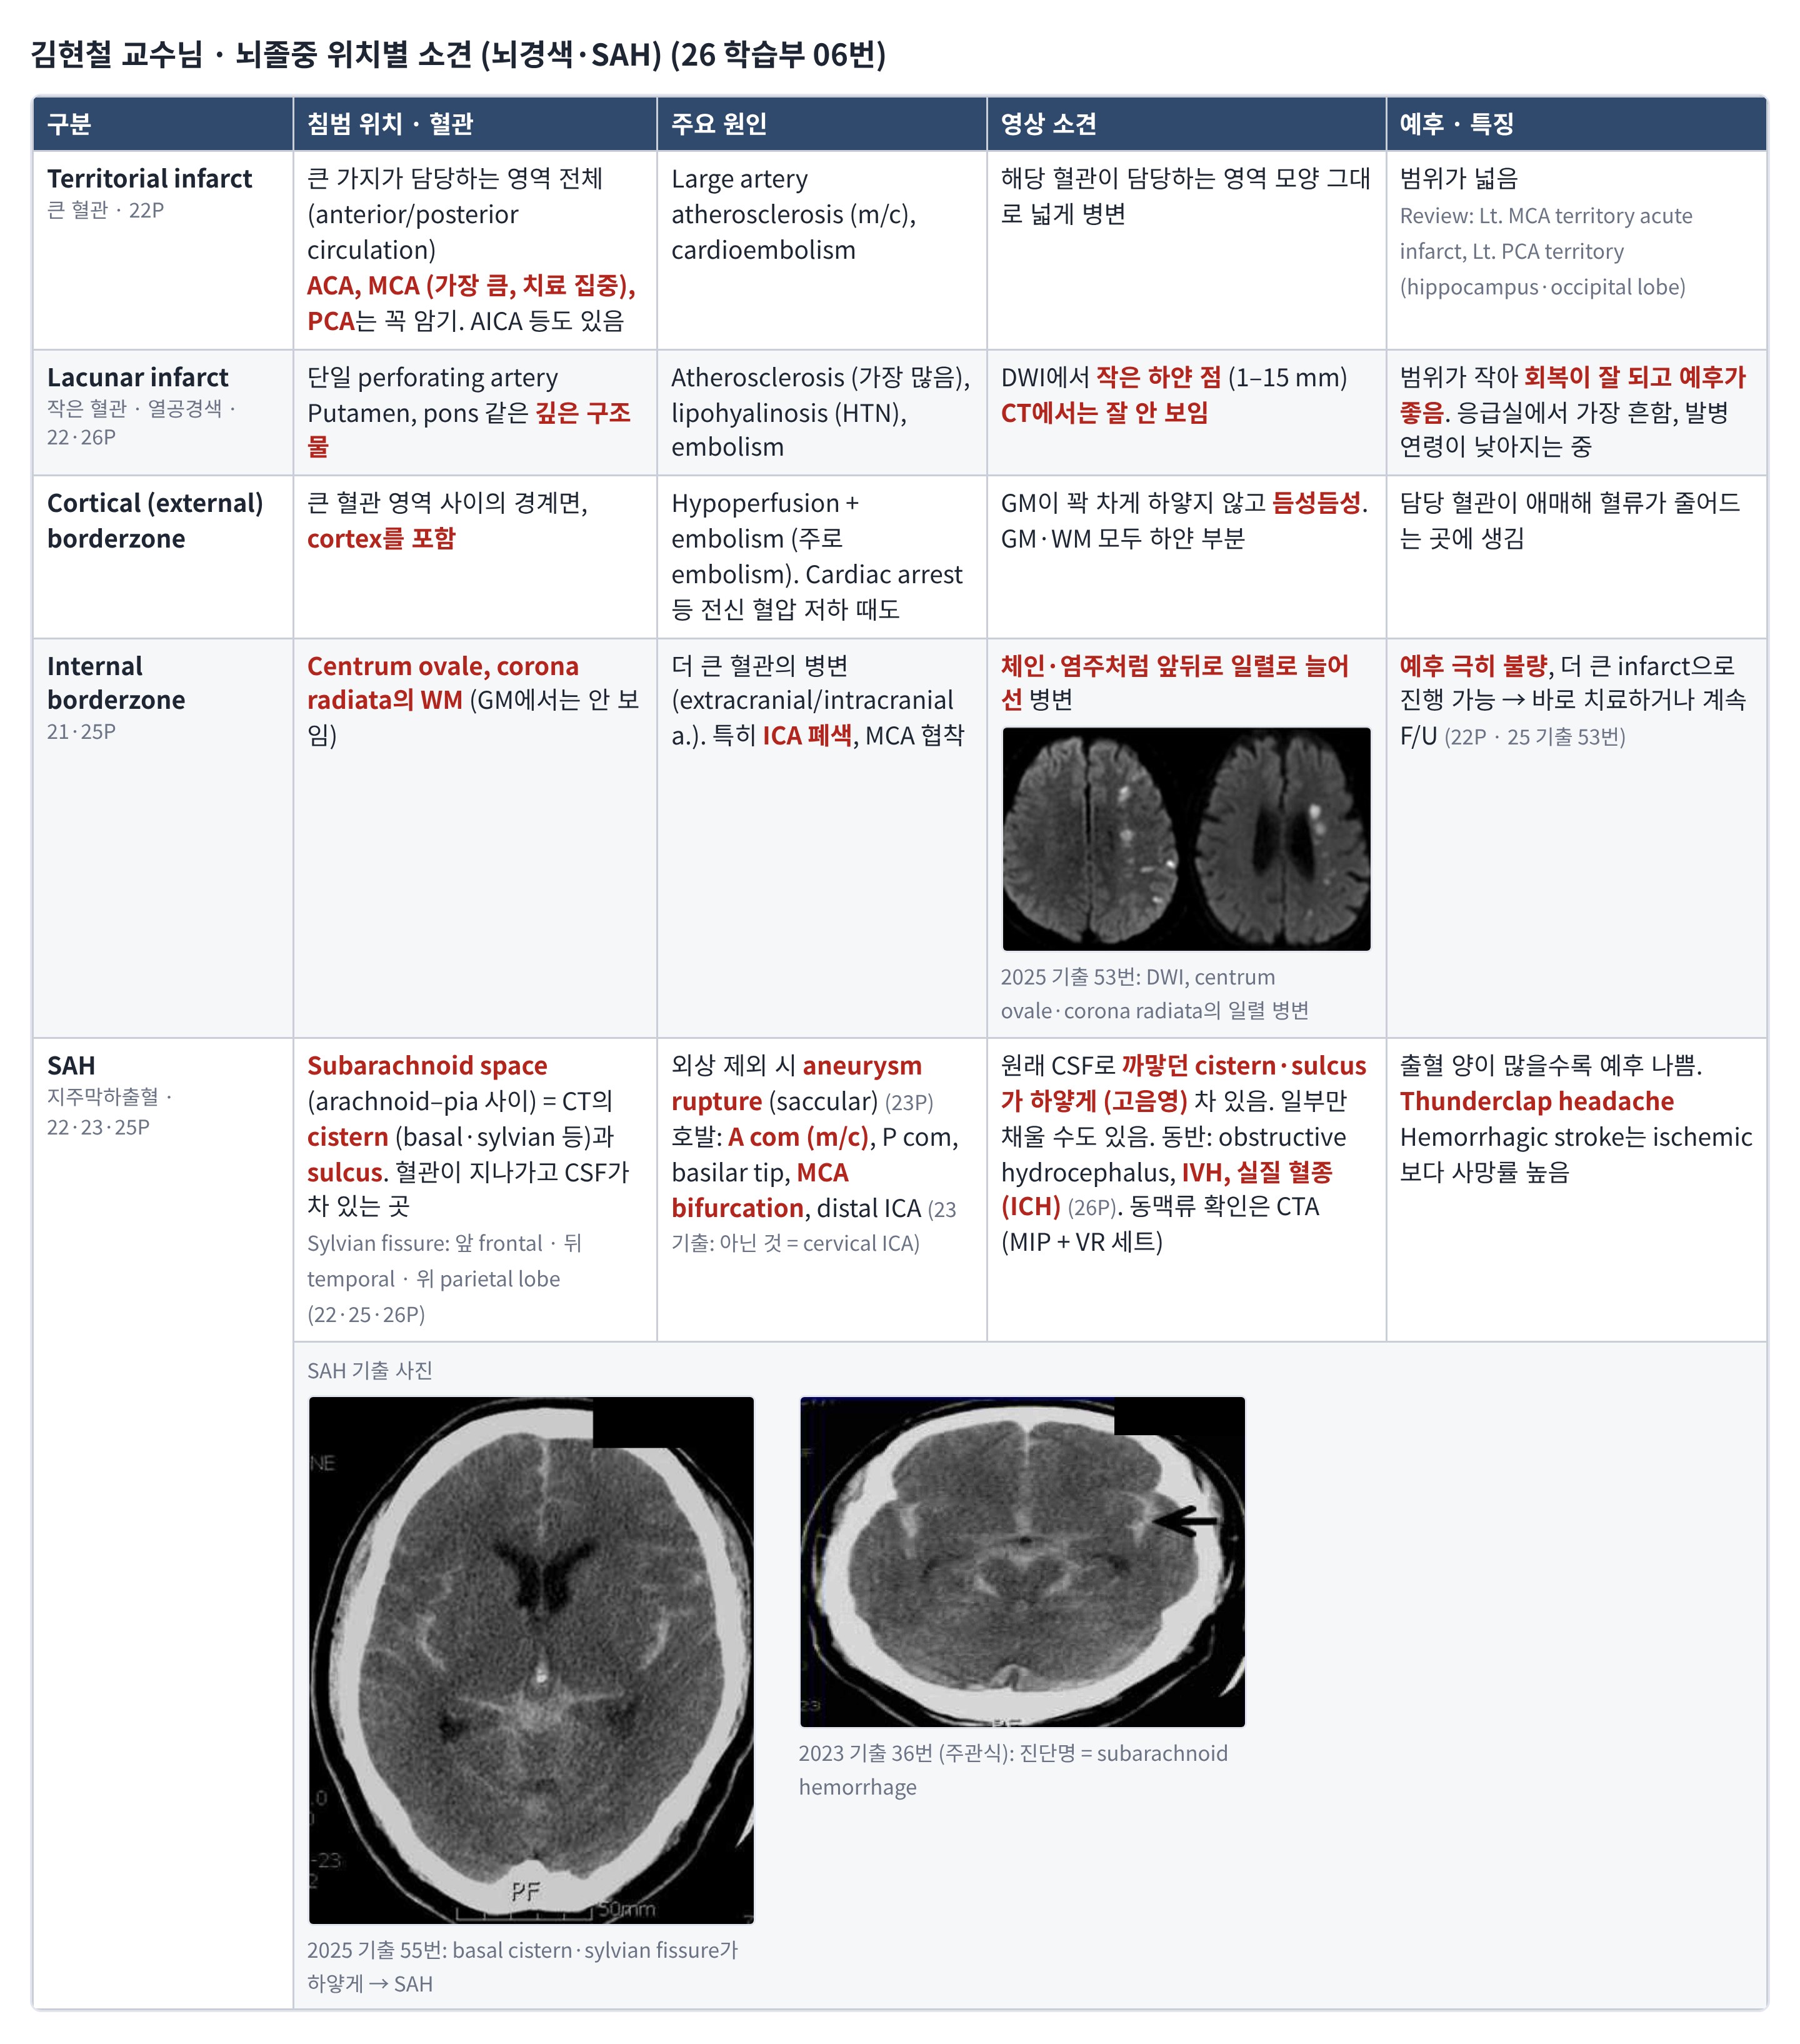 김현철 교수님 · 뇌졸중 위치별 소견 (뇌경색·SAH) (26 학습부 06번)
구분
침범 위치 · 혈관
주요 원인
영상 소견
예후 · 특징
Territorial infarct
큰 혈관 · 22P
큰 가지가 담당하는 영역 전체
(anterior/posterior
circulation)
ACA, MCA (가장 큼, 치료 집중),
PCA는 꼭 암기. AICA 등도 있음
Large artery
atherosclerosis (m/c),
cardioembolism
해당 혈관이 담당하는 영역 모양 그대
로 넓게 병변
범위가 넓음
Review: Lt. MCA territory acute
infarct, Lt. PCA territory
(hippocampus·occipital lobe)
Lacunar infarct
작은 혈관 · 열공경색 ·
22·26P
단일 perforating artery
Putamen, pons 같은 깊은 구조
물
Atherosclerosis (가장 많음),
lipohyalinosis (HTN),
embolism
DWI에서 작은 하얀 점 (1–15 mm)
CT에서는 잘 안 보임
범위가 작아 회복이 잘 되고 예후가
좋음. 응급실에서 가장 흔함, 발병
연령이 낮아지는 중
Cortical (external)
borderzone
큰 혈관 영역 사이의 경계면,
cortex를 포함
Hypoperfusion +
embolism (주로
embolism). Cardiac arrest
등 전신 혈압 저하 때도
GM이 꽉 차게 하얗지 않고 듬성듬성.
GM·WM 모두 하얀 부분
담당 혈관이 애매해 혈류가 줄어드
는 곳에 생김
Internal
borderzone
21·25P
Centrum ovale, corona
radiata의 WM (GM에서는 안 보
임)
더 큰 혈관의 병변
(extracranial/intracranial
a.). 특히 ICA 폐색, MCA 협착
체인·염주처럼 앞뒤로 일렬로 늘어
선 병변
2025 기출 53번: DWI, centrum
ovale·corona radiata의 일렬 병변
예후 극히 불량, 더 큰 infarct으로
진행 가능 → 바로 치료하거나 계속
F/U (22P · 25 기출 53번)
SAH
지주막하출혈 ·
22·23·25P
Subarachnoid space
(arachnoid–pia 사이) = CT의
cistern (basal·sylvian 등)과
sulcus. 혈관이 지나가고 CSF가
차 있는 곳
Sylvian fissure: 앞 frontal · 뒤
temporal · 위 parietal lobe
(22·25·26P)
외상 제외 시 aneurysm
rupture (saccular) (23P)
호발: A com (m/c), P com,
basilar tip, MCA
bifurcation, distal ICA (23
기출: 아닌 것 = cervical ICA)
원래 CSF로 까맣던 cistern·sulcus
가 하얗게 (고음영) 차 있음. 일부만
채울 수도 있음. 동반: obstructive
hydrocephalus, IVH, 실질 혈종
(ICH) (26P). 동맥류 확인은 CTA
(MIP + VR 세트)
출혈 양이 많을수록 예후 나쁨.
Thunderclap headache
Hemorrhagic stroke는 ischemic
보다 사망률 높음
SAH 기출 사진
NE
.0
-23
2
PF
50mm
2025 기출 55번: basal cistern·sylvian fissure가
하얗게 → SAH
23
2023 기출 36번 (주관식): 진단명 = subarachnoid
hemorrhage